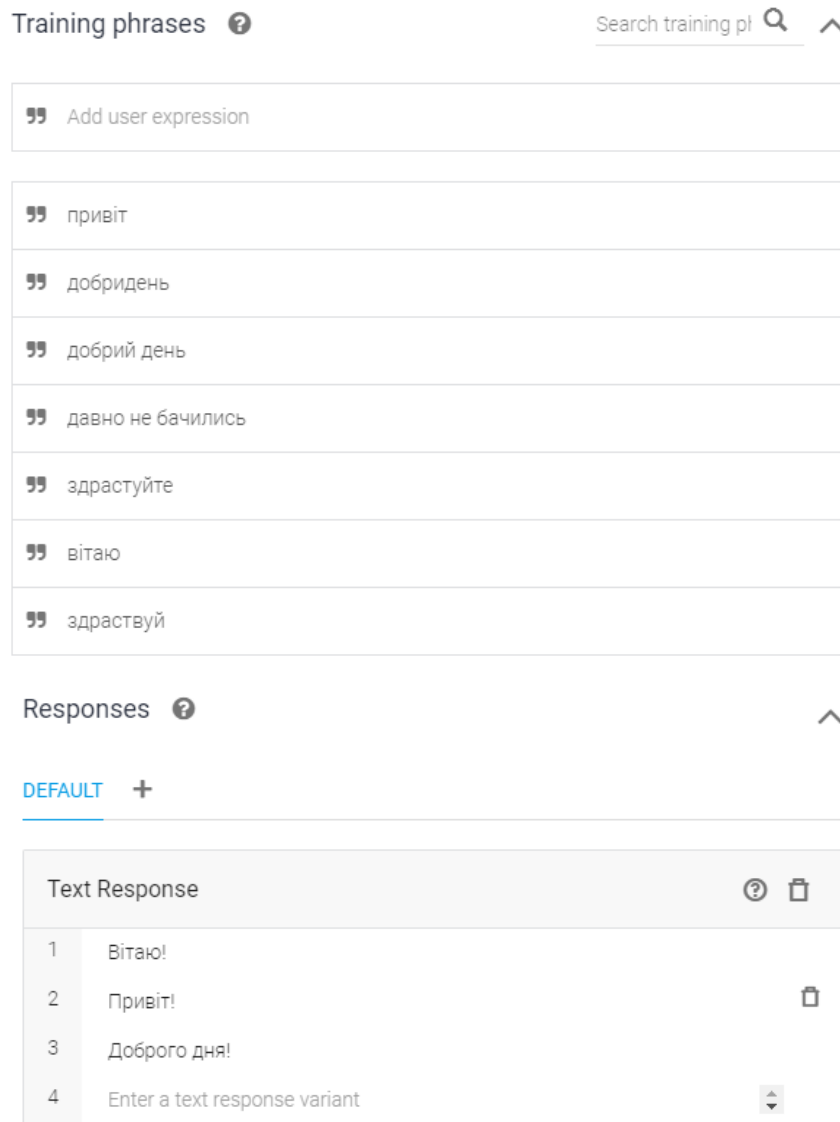 Training phrases
Search training pl
Add user expression
привіт
добридень
добрий день
давно не бачились
здрастуйте
вітаю
здраствуй
Responses
DEFAULT +
Text Response
1 Вітаю!
2 Привіт!
3 Доброго дня!
4 Enter a text response variant